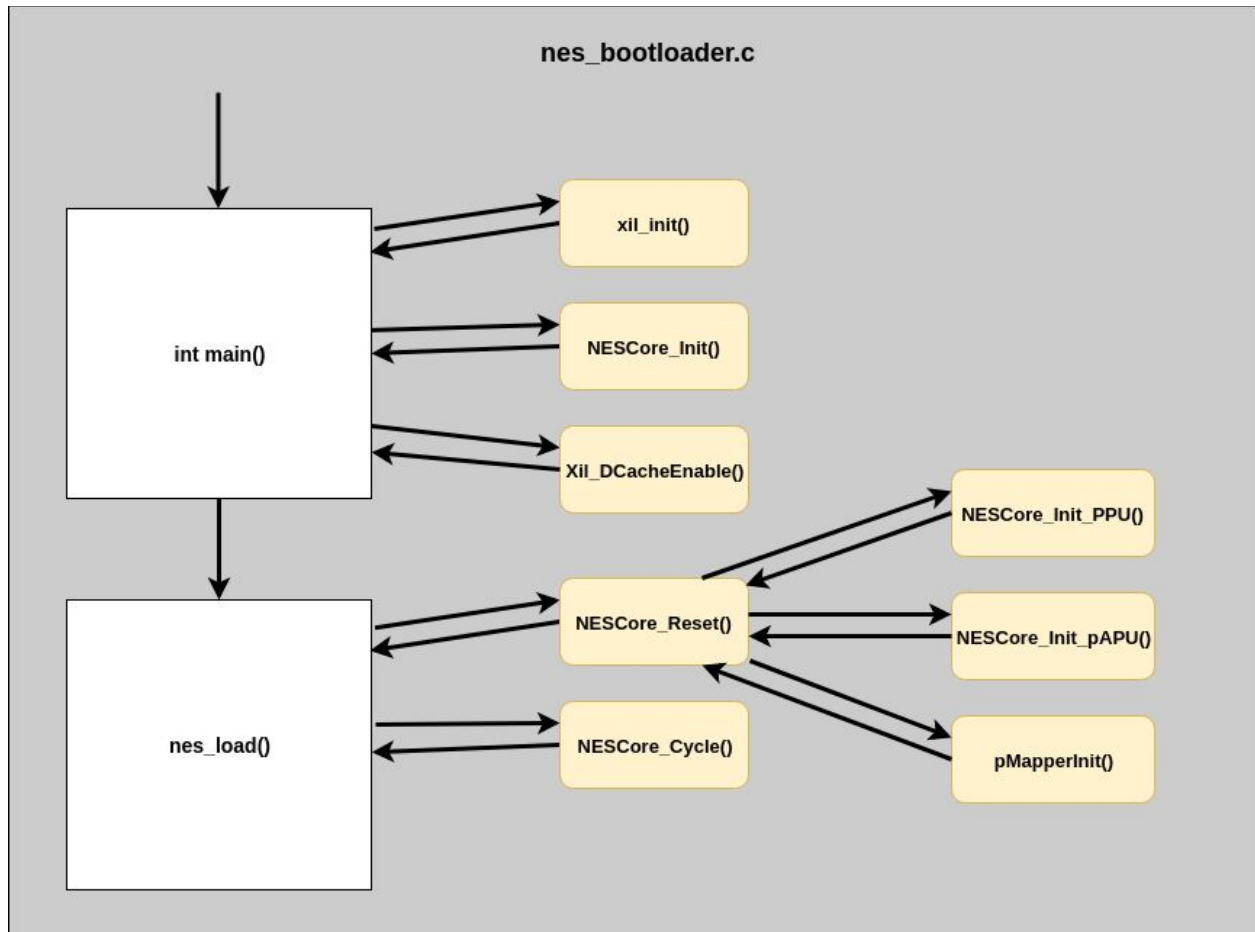 nes_bootloader.c
xil_init()
int main()
NESCore_Init()
Xil_DCacheEnable()
NESCore_Init_PPU()
NESCore_Reset()
NESCore_Init_pAPU()
nes_load()
NESCore_Cycle()
pMapperInit()